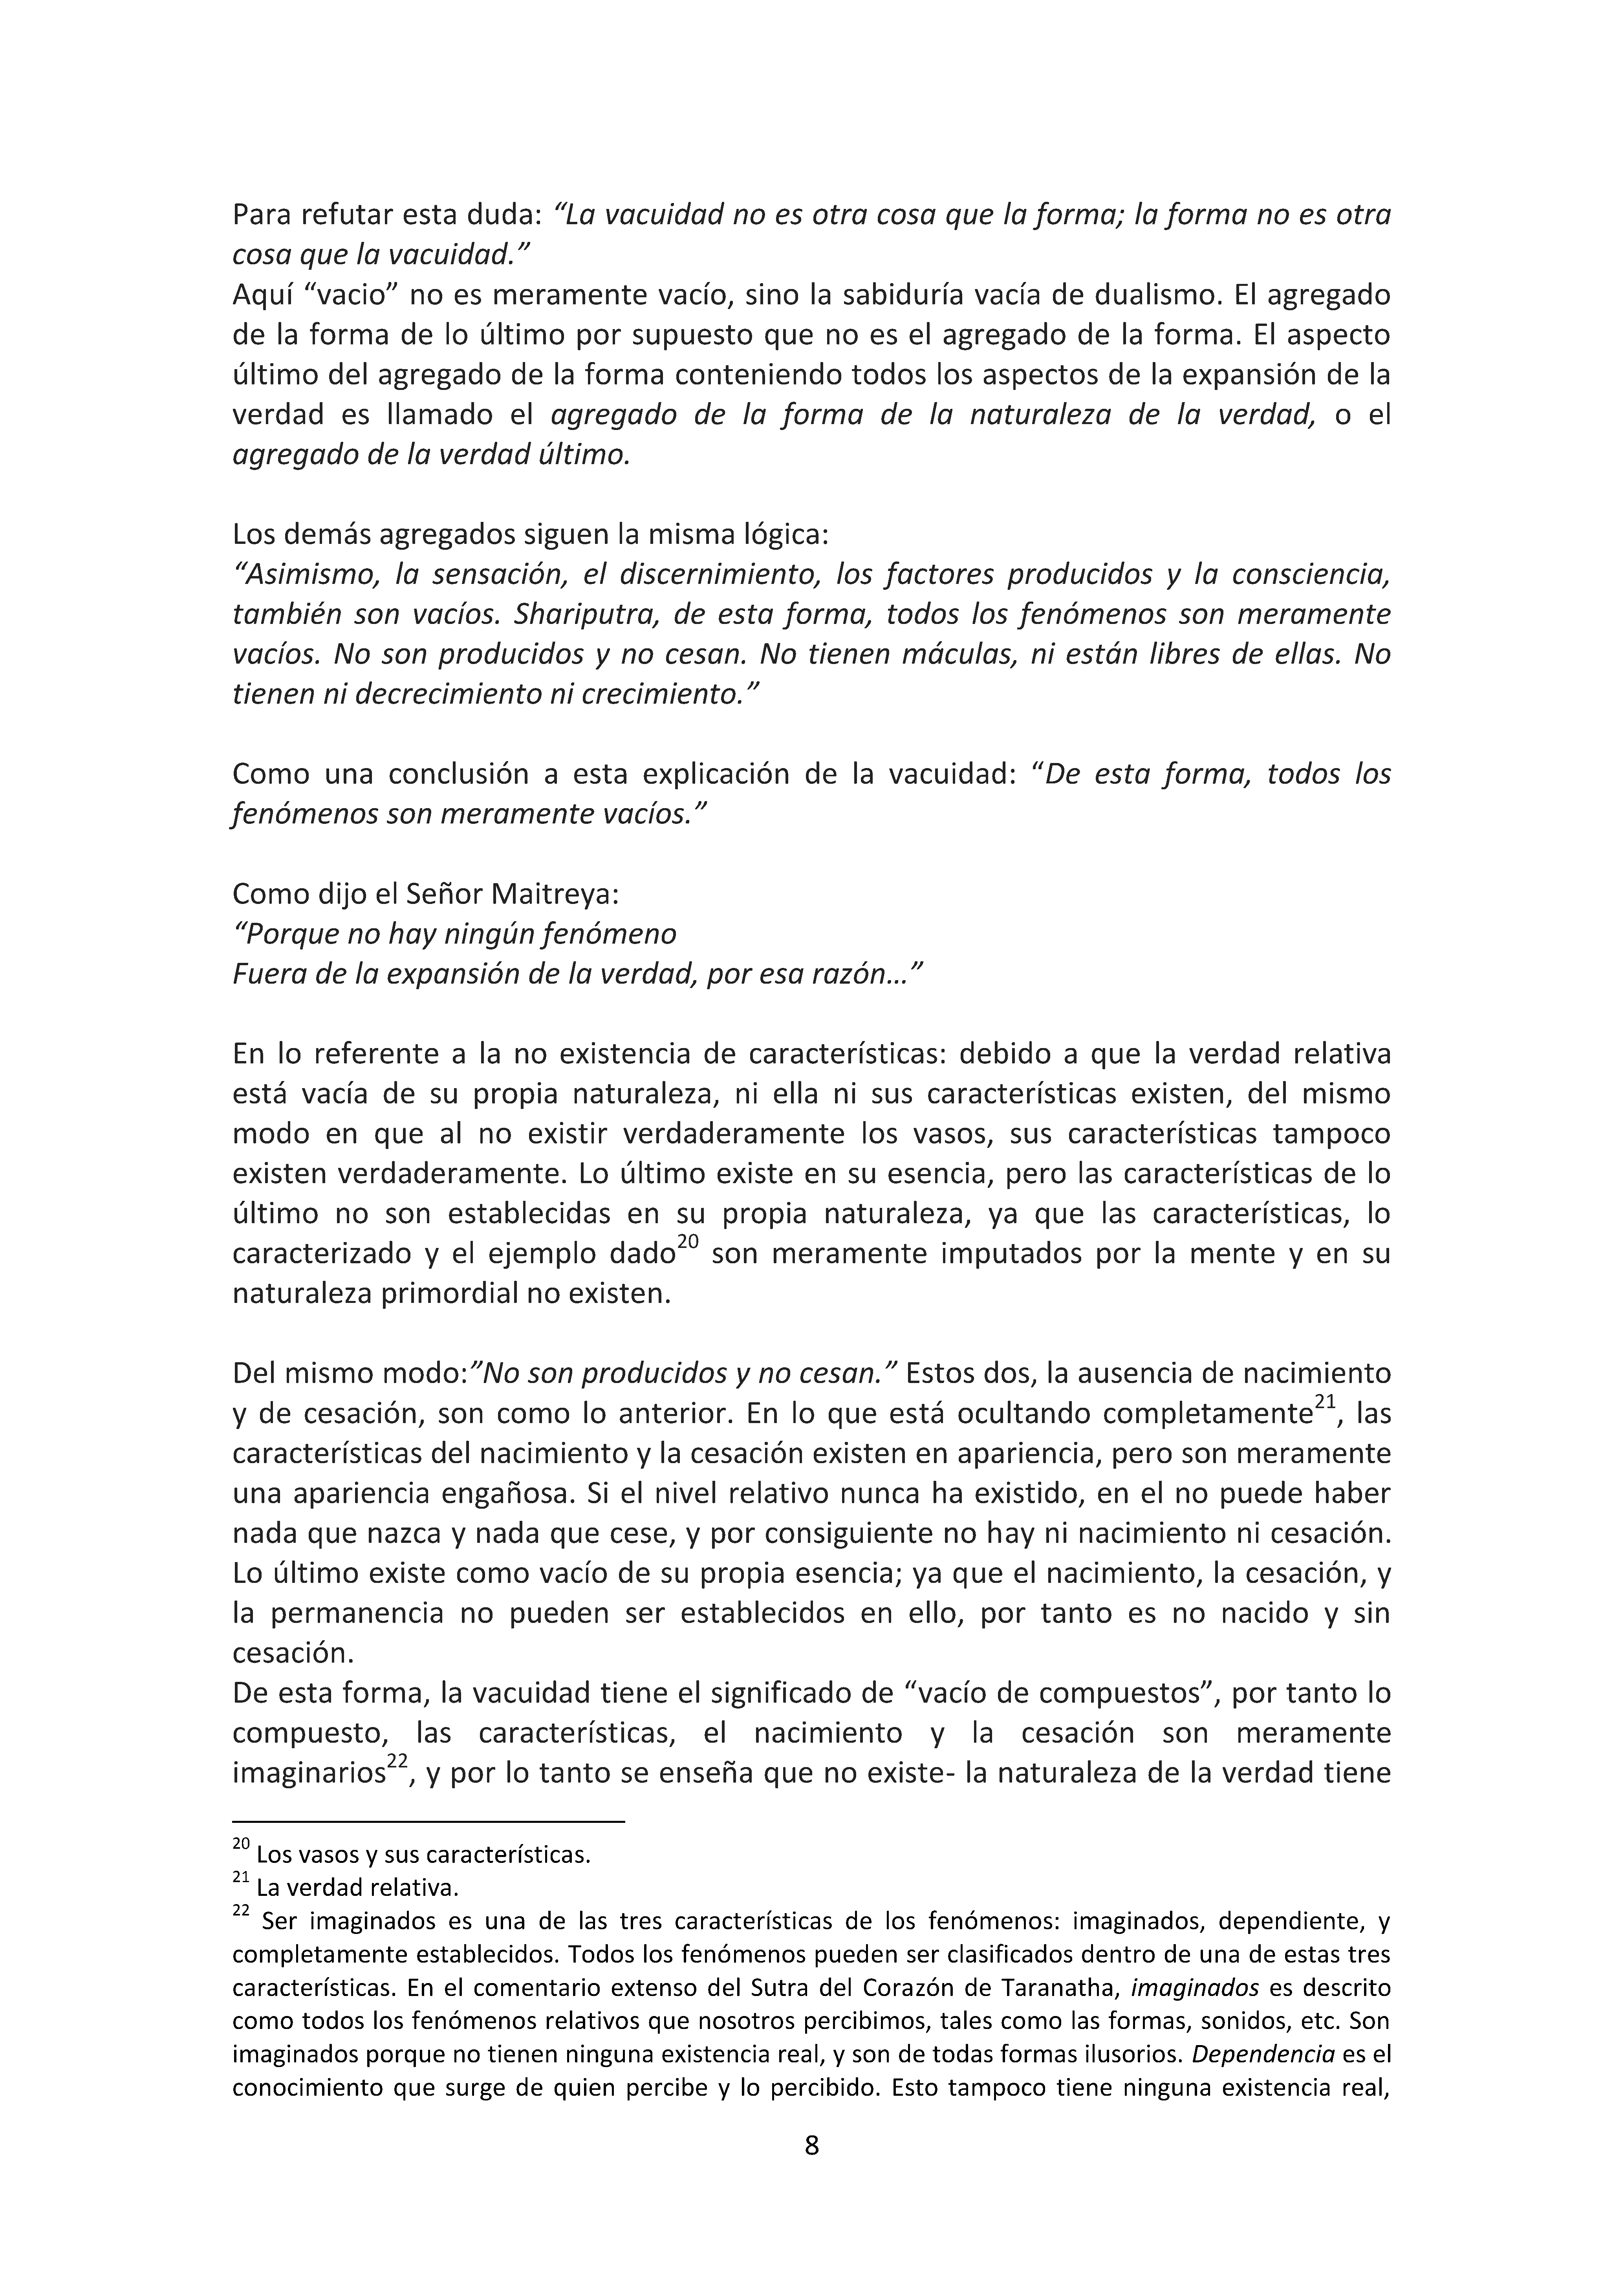 Para refutar esta duda: “La vacuidad no es otra cosa que la forma; la forma no es otra
cosa que la vacuidad.”
Aquí “vacio” no es meramente vacío, sino la sabiduría vacía de dualismo. El agregado
de la forma de lo último por supuesto que no es el agregado de la forma. El aspecto
último del agregado de la forma conteniendo todos los aspectos de la expansión de la
verdad es llamado el agregado de la forma de la naturaleza de la verdad, o el
agregado de la verdad último.
Los demás agregados siguen la misma lógica:
“Asimismo, la sensación, el discernimiento, los factores producidos y la consciencia,
también son vacíos. Shariputra, de esta forma, todos los fenómenos son meramente
vacíos. No son producidos y no cesan. No tienen máculas, ni están libres de ellas. No
tienen ni decrecimiento ni crecimiento.”
Como una conclusión a esta explicación de la vacuidad: “De esta forma, todos los
fenómenos son meramente vacíos.”
Como dijo el Señor Maitreya:
“Porque no hay ningún fenómeno
Fuera de la expansión de la verdad, por esa razón…”
En lo referente a la no existencia de características: debido a que la verdad relativa
está vacía de su propia naturaleza, ni ella ni sus características existen, del mismo
modo en que al no existir verdaderamente los vasos, sus características tampoco
existen verdaderamente. Lo último existe en su esencia, pero las características de lo
último no son establecidas en su propia naturaleza, ya que las características, lo
caracterizado y el ejemplo dado20 son meramente imputados por la mente y en su
naturaleza primordial no existen.
Del mismo modo:”No son producidos y no cesan.” Estos dos, la ausencia de nacimiento
y de cesación, son como lo anterior. En lo que está ocultando completamente21, las
características del nacimiento y la cesación existen en apariencia, pero son meramente
una apariencia engañosa. Si el nivel relativo nunca ha existido, en el no puede haber
nada que nazca y nada que cese, y por consiguiente no hay ni nacimiento ni cesación.
Lo último existe como vacío de su propia esencia; ya que el nacimiento, la cesación, y
la permanencia no pueden ser establecidos en ello, por tanto es no nacido y sin
cesación.
De esta forma, la vacuidad tiene el significado de “vacío de compuestos”, por tanto lo
compuesto, las características, el nacimiento y la cesación son meramente
imaginarios22, y por lo tanto se enseña que no existe- la naturaleza de la verdad tiene
20 Los vasos y sus características.
21 La verdad relativa.
22 Ser imaginados es una de las tres características de los fenómenos: imaginados, dependiente, y
completamente establecidos. Todos los fenómenos pueden ser clasificados dentro de una de estas tres
características. En el comentario extenso del Sutra del Corazón de Taranatha, imaginados es descrito
como todos los fenómenos relativos que nosotros percibimos, tales como las formas, sonidos, etc. Son
imaginados porque no tienen ninguna existencia real, y son de todas formas ilusorios. Dependencia es el
conocimiento que surge de quien percibe y lo percibido. Esto tampoco tiene ninguna existencia real,
8